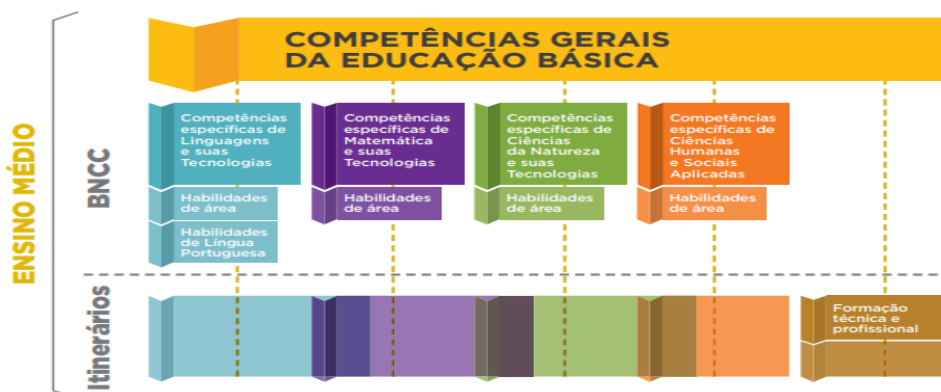 COMPETÊNCIAS GERAIS
DA EDUCAÇÃO BÁSICA
ENSINO MÉDIO
BNCC
Competências
específicas de
Linguagens
e suas
Tecnologias
Habilidades
de área
Habilidades
de Língua
Portuguesa
Competências
específicas de
Matemática
e suas
Tecnologias
Habilidades
de área
Competências
específicas de
Ciências
da Natureza
e suas
Tecnologias
Habilidades
de área
Competências
específicas de
Ciências
Humanas
e Sociais
Aplicadas
Habilidades
de área
Itinerários
Formação
técnica e
profissional